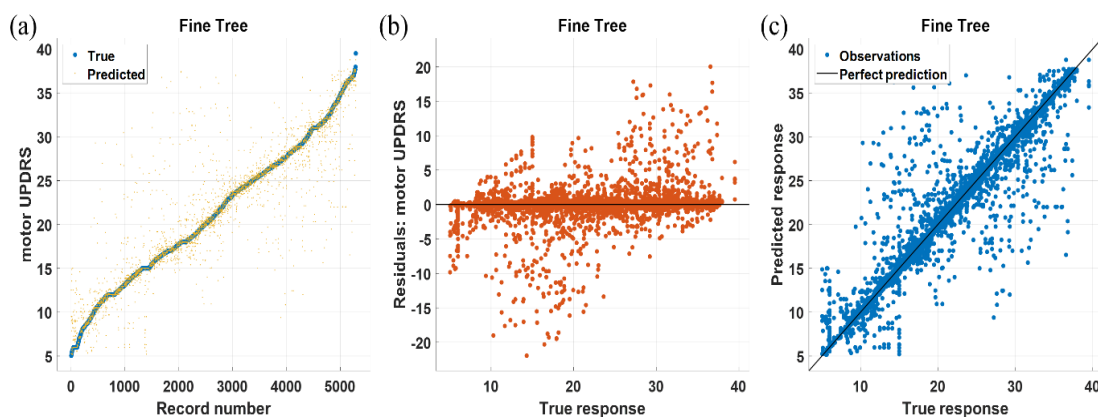 (a)
Fine Tree
True
Predicted
motor UPDRS
40
35
30
25
20
15
10
5
0 1000 2000 3000 4000 5000
Record number
(b)
Fine Tree
Residuals: motor UPDRS
20
15
10
5
0
-5
-10
-15
-20
10 20 30 40
True response
(c)
Fine Tree
Observations
Perfect prediction
Predicted response
40
35
30
25
20
15
10
5
10 20 30 40
True response